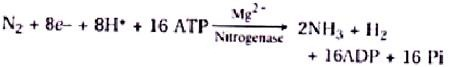 N₂ + 8e- + 8H⁺ + 16 ATP
Mg²⁻
Nitrogenase
2NH₃ + H₂
+ 16ADP + 16 Pi